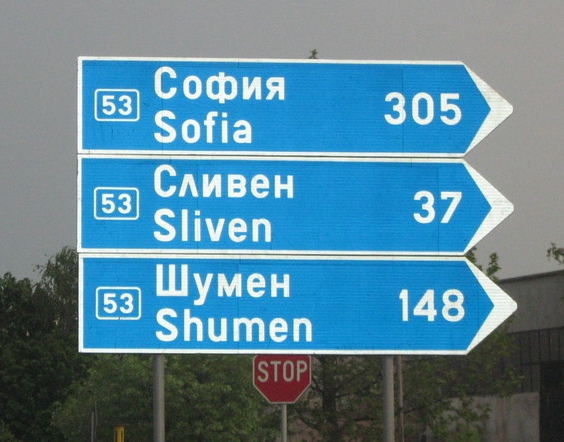 53 София 305
Sofia
53 Сливен 37
Sliven
53 Шумен 148
Shumen
STOP